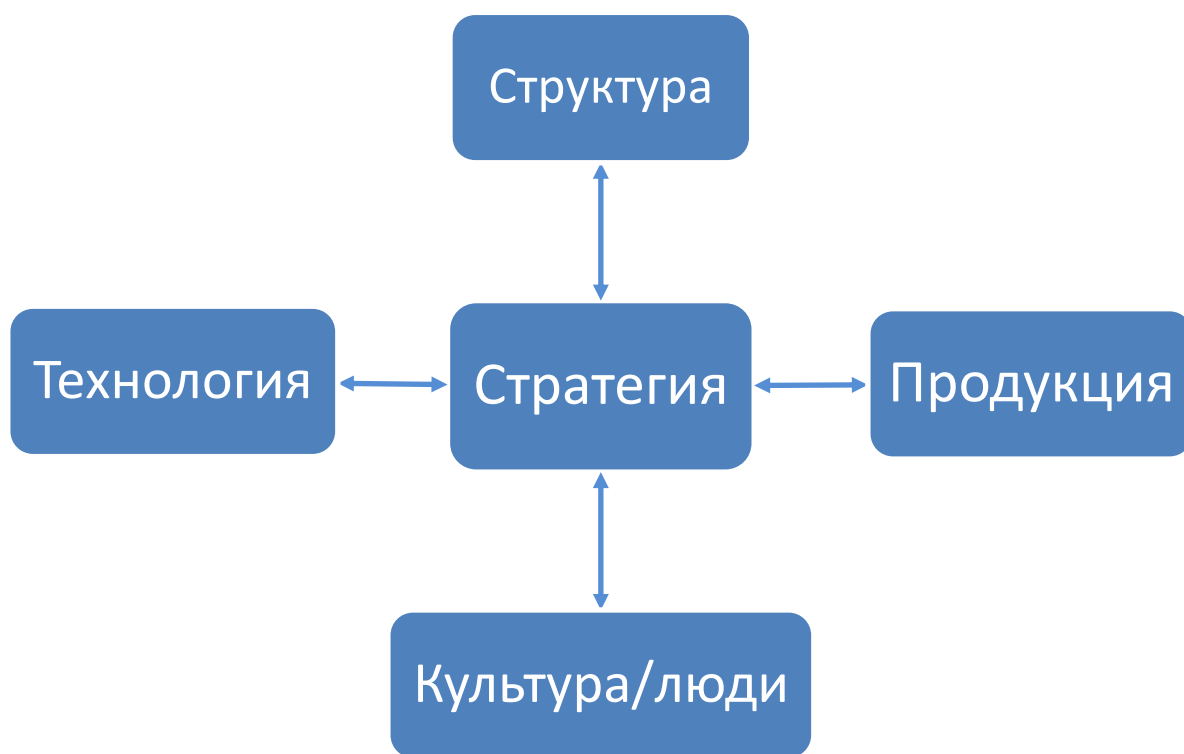 Структура
Технология
Стратегия
Продукция
Культура/люди